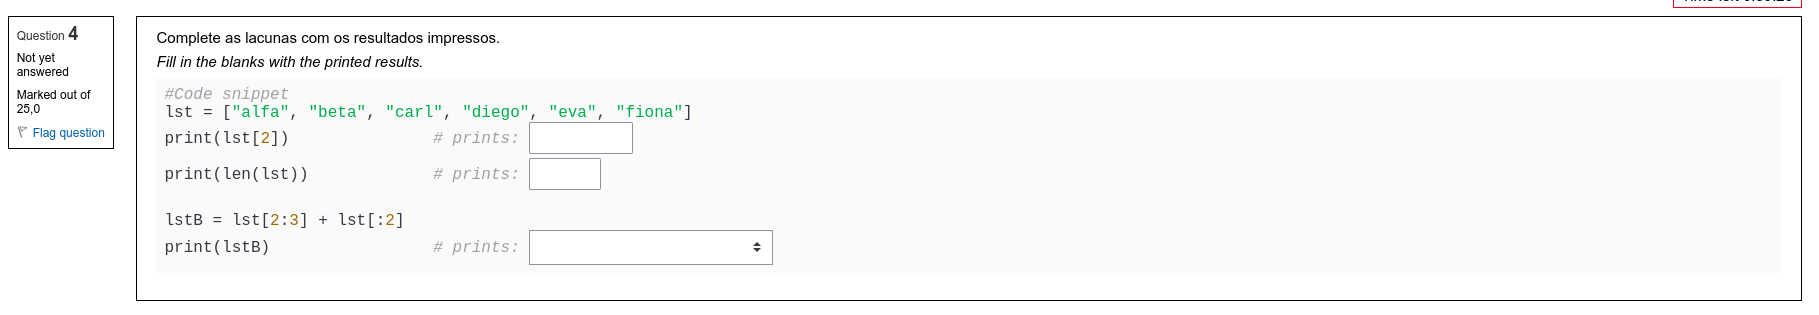 Question 4
Not yet
answered
Marked out of
25,0
Flag question
Complete as lacunas com os resultados impressos.
Fill in the blanks with the printed results.
#Code snippet
lst = ["alfa", "beta", "carl", "diego", "eva", "fiona"]
print(lst[2]) # prints:
print(len(lst)) # prints:
lstB = lst[2:3] + lst[:2]
print(lstB) # prints: